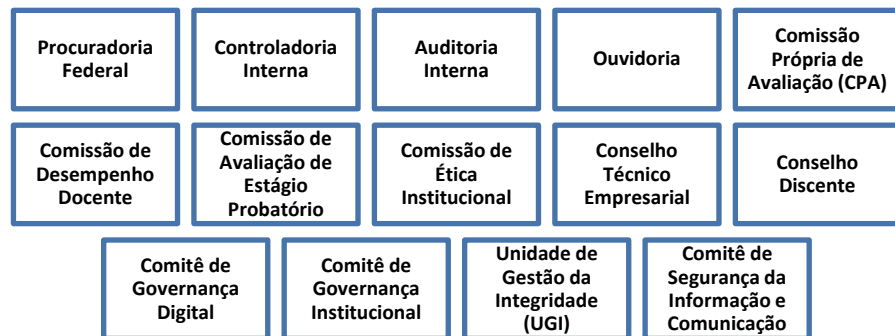 Procuradoria
Federal
Controladoria
Interna
Auditoria
Interna
Ouvidoria
Comissão
Própria de
Avaliação (CPA)
Comissão de
Desempenho
Docente
Comissão de
Avaliação de
Estágio
Probatório
Comissão de
Ética
Institucional
Conselho
Técnico
Empresarial
Conselho
Discente
Comitê de
Governança
Digital
Comitê de
Governança
Institucional
Unidade de
Gestão da
Integridade
(UGI)
Comitê de
Segurança da
Informação e
Comunicação